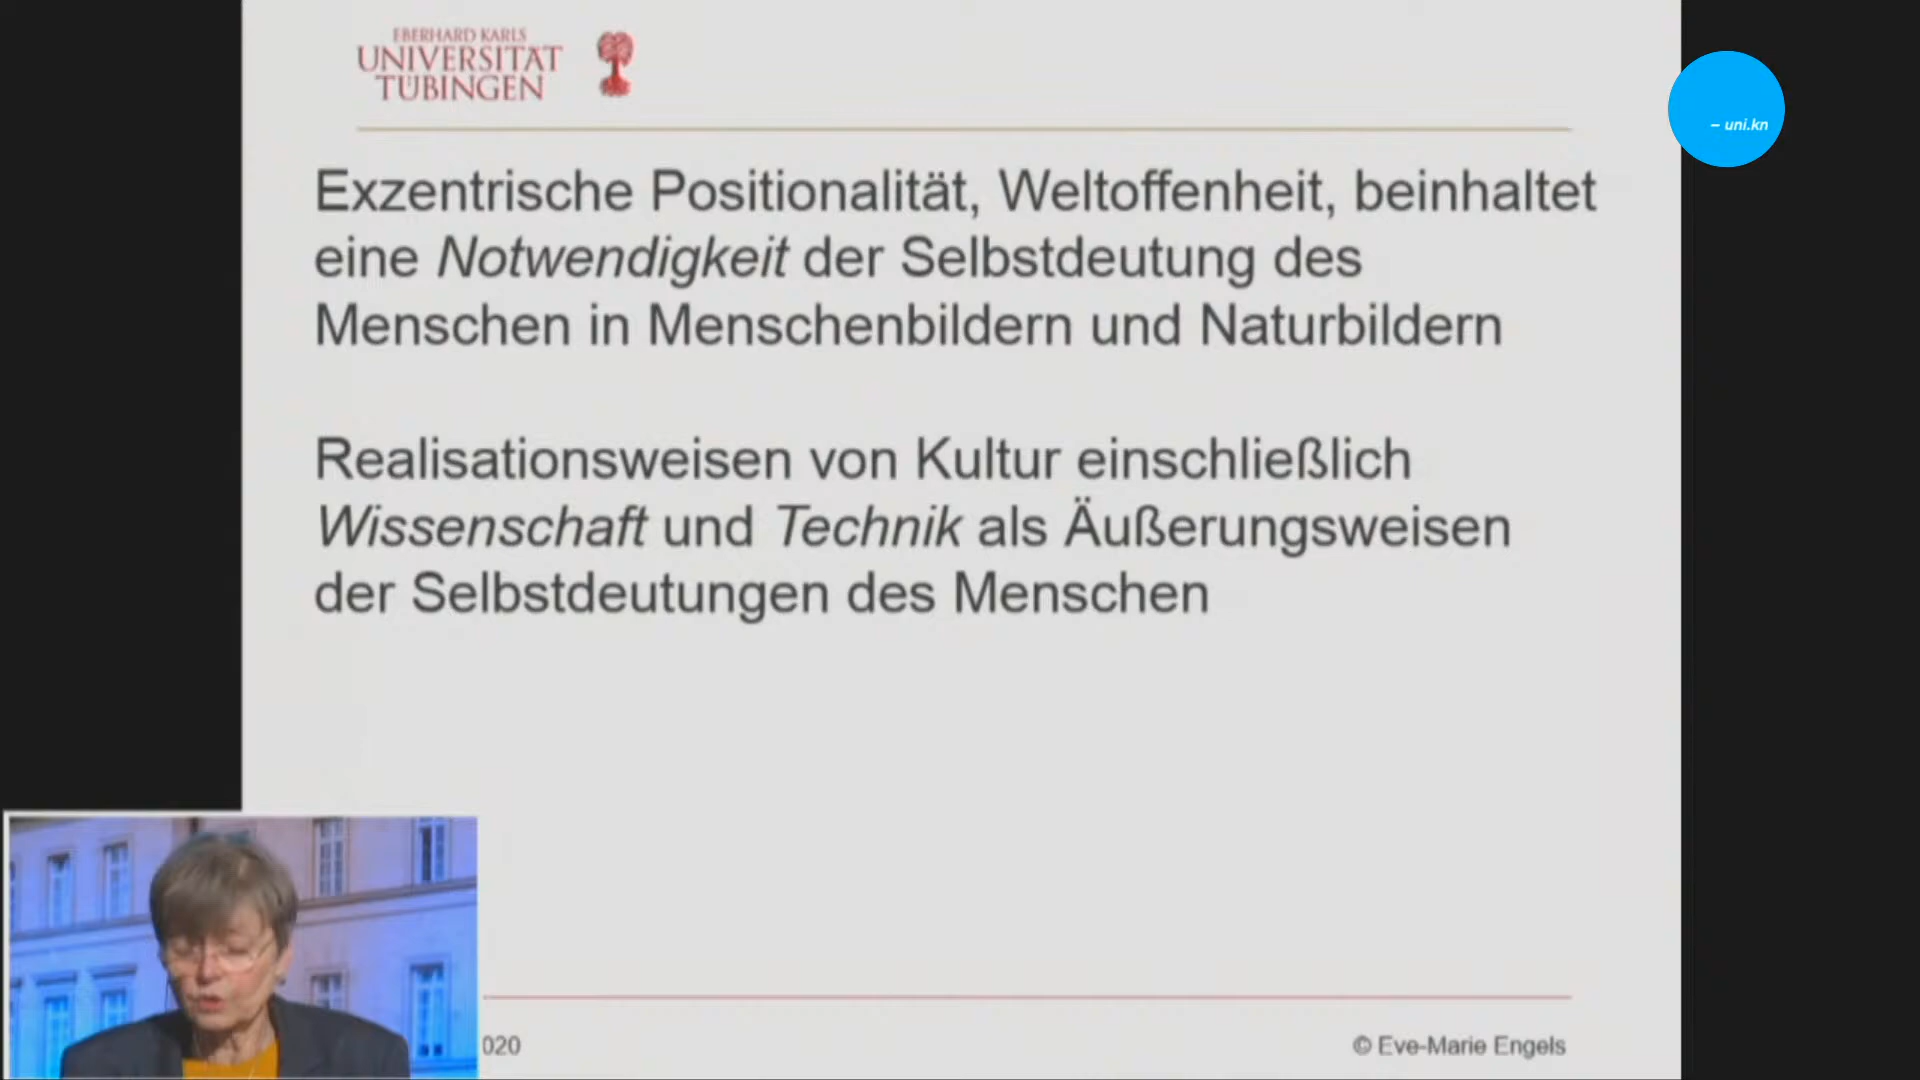 EBERHARD KARLS
UNIVERSITÄT
TÜBINGEN
– uni.kn
Exzentrische Positionalität, Weltoffenheit, beinhaltet
eine Notwendigkeit der Selbstdeutung des
Menschen in Menschenbildern und Naturbildern
Realisationsweisen von Kultur einschließlich
Wissenschaft und Technik als Äußerungsweisen
der Selbstdeutungen des Menschen
020
© Eve-Marie Engels